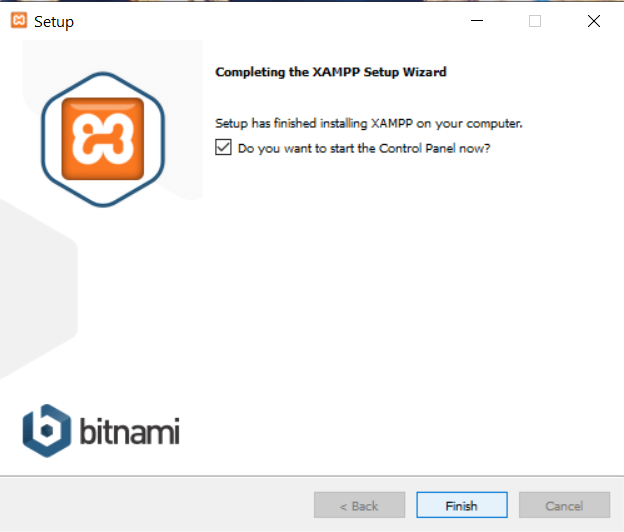 Setup
Completing the XAMPP Setup Wizard
Setup has finished installing XAMPP on your computer.
Do you want to start the Control Panel now?
bitnami
< Back
Finish
Cancel